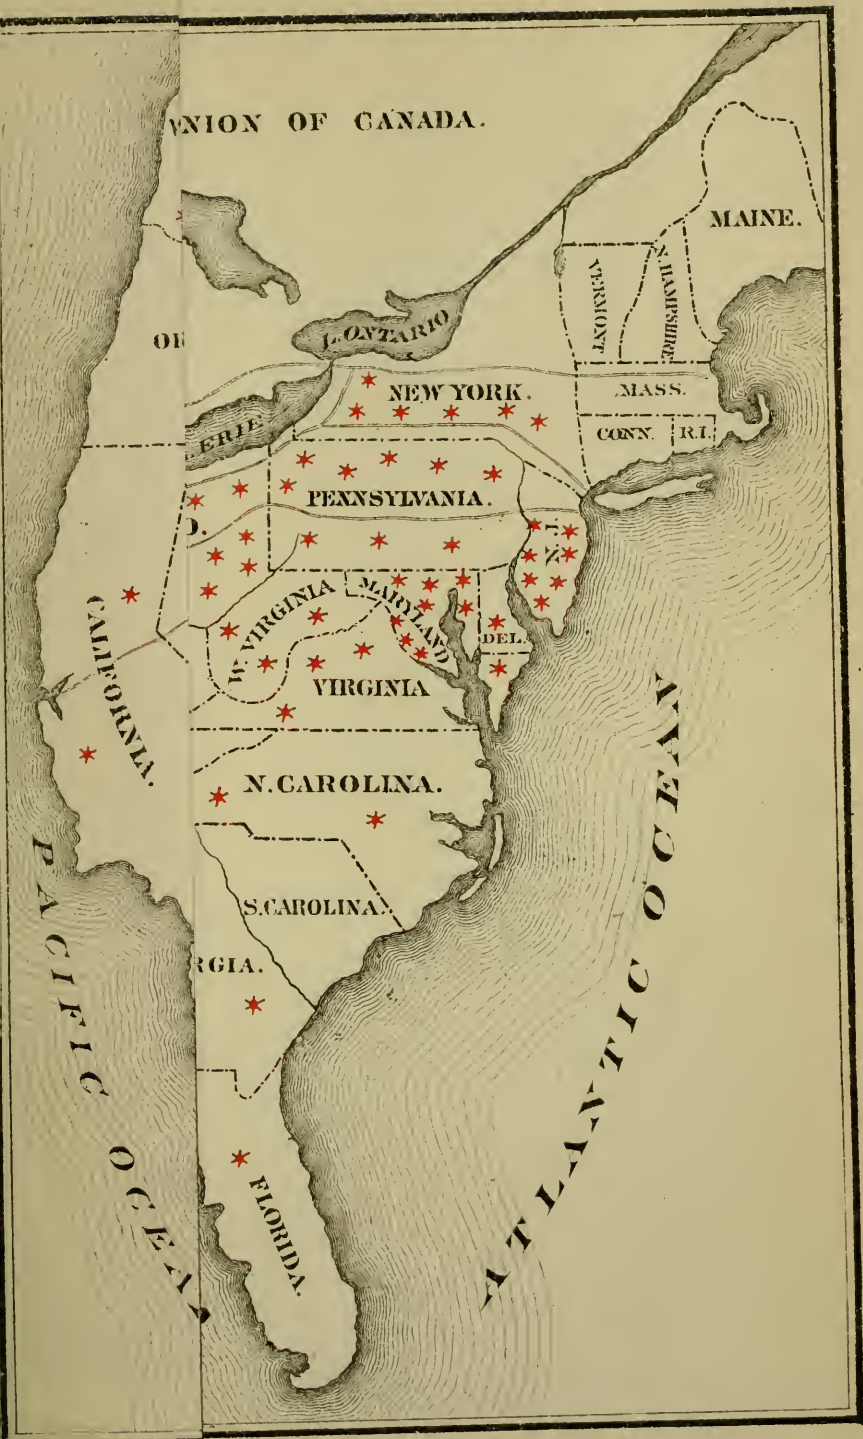 NION OF CANADA.
MAINE.
VERMONT
N. HAMPSHIRE
OR
L. ONTARIO
NEW YORK.
MASS.
ERIE
CONN.
R.I.
PENNSYLVANIA.
O.
N. J.
MARYLAND
W. VIRGINIA
DEL.
VIRGINIA
CALIFORNIA.
N. CAROLINA.
S. CAROLINA.
RGIA.
FLORIDA.
PACIFIC OCEAN
ATLANTIC OCEAN